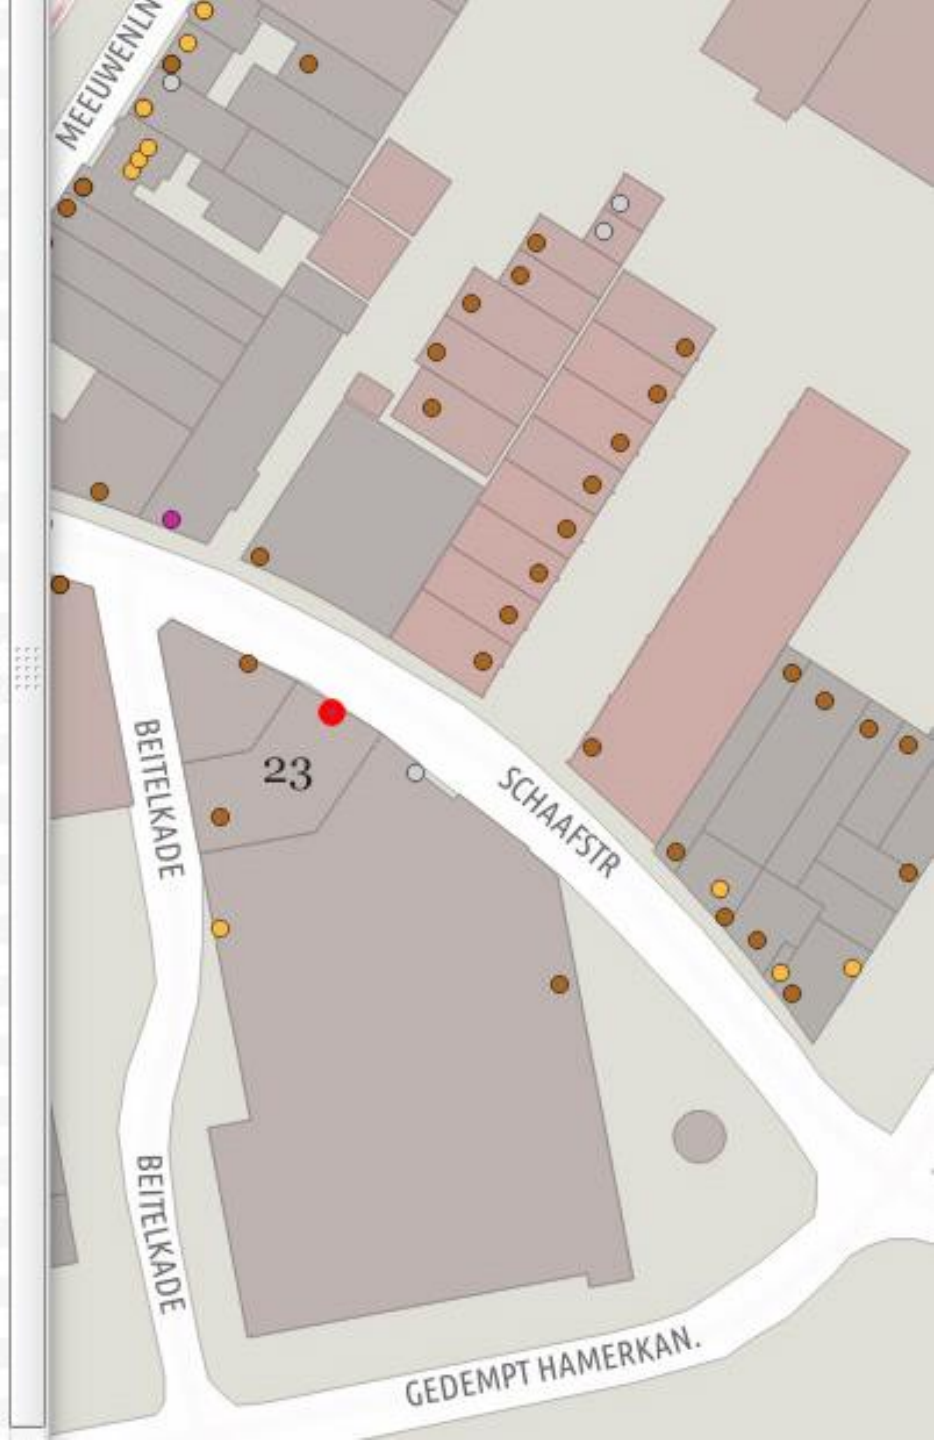 MEEUWENLN
BEITELKADE
23
SCHAAFSTR
BEITELKADE
GEDEMPT HAMERKAN.